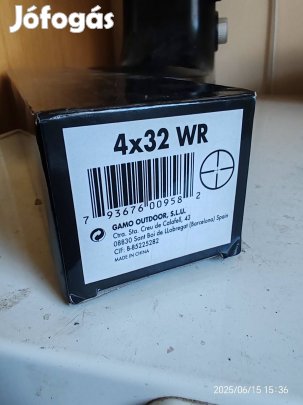 Jófogás
4x32 WR
7 93676 00958 2
GAMO OUTDOOR, S.L.U.
Ctra. Sta. Creu de Calafell, 43
08830 Sant Boi de LLobregat (Barcelona) Spain
CIF: B-85225282
MADE IN CHINA
2025/06/15 15:36